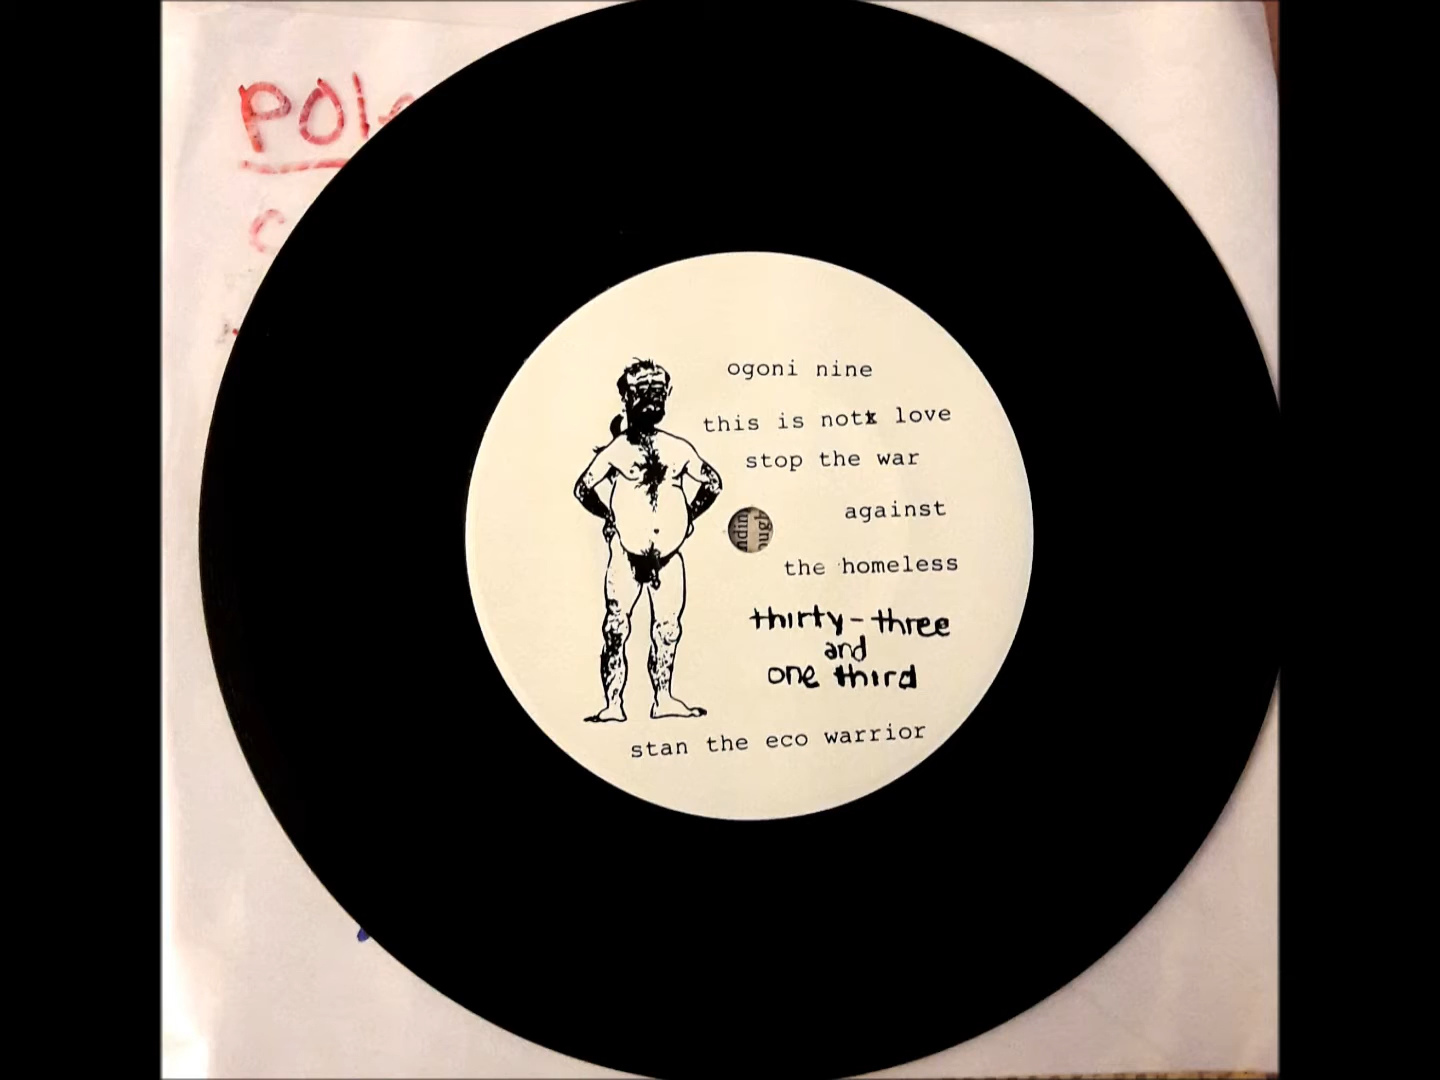 ogoni nine
this is not love
stop the war
against
the homeless
thirty-three
and
one third
stan the eco warrior